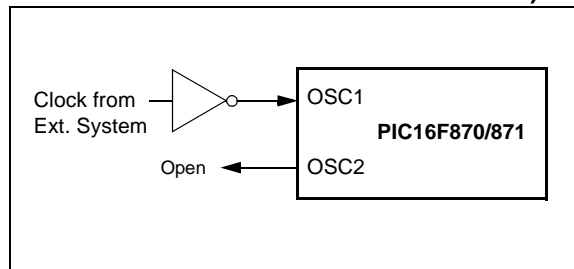 Clock from
Ext. System
OSC1
PIC16F870/871
Open
OSC2